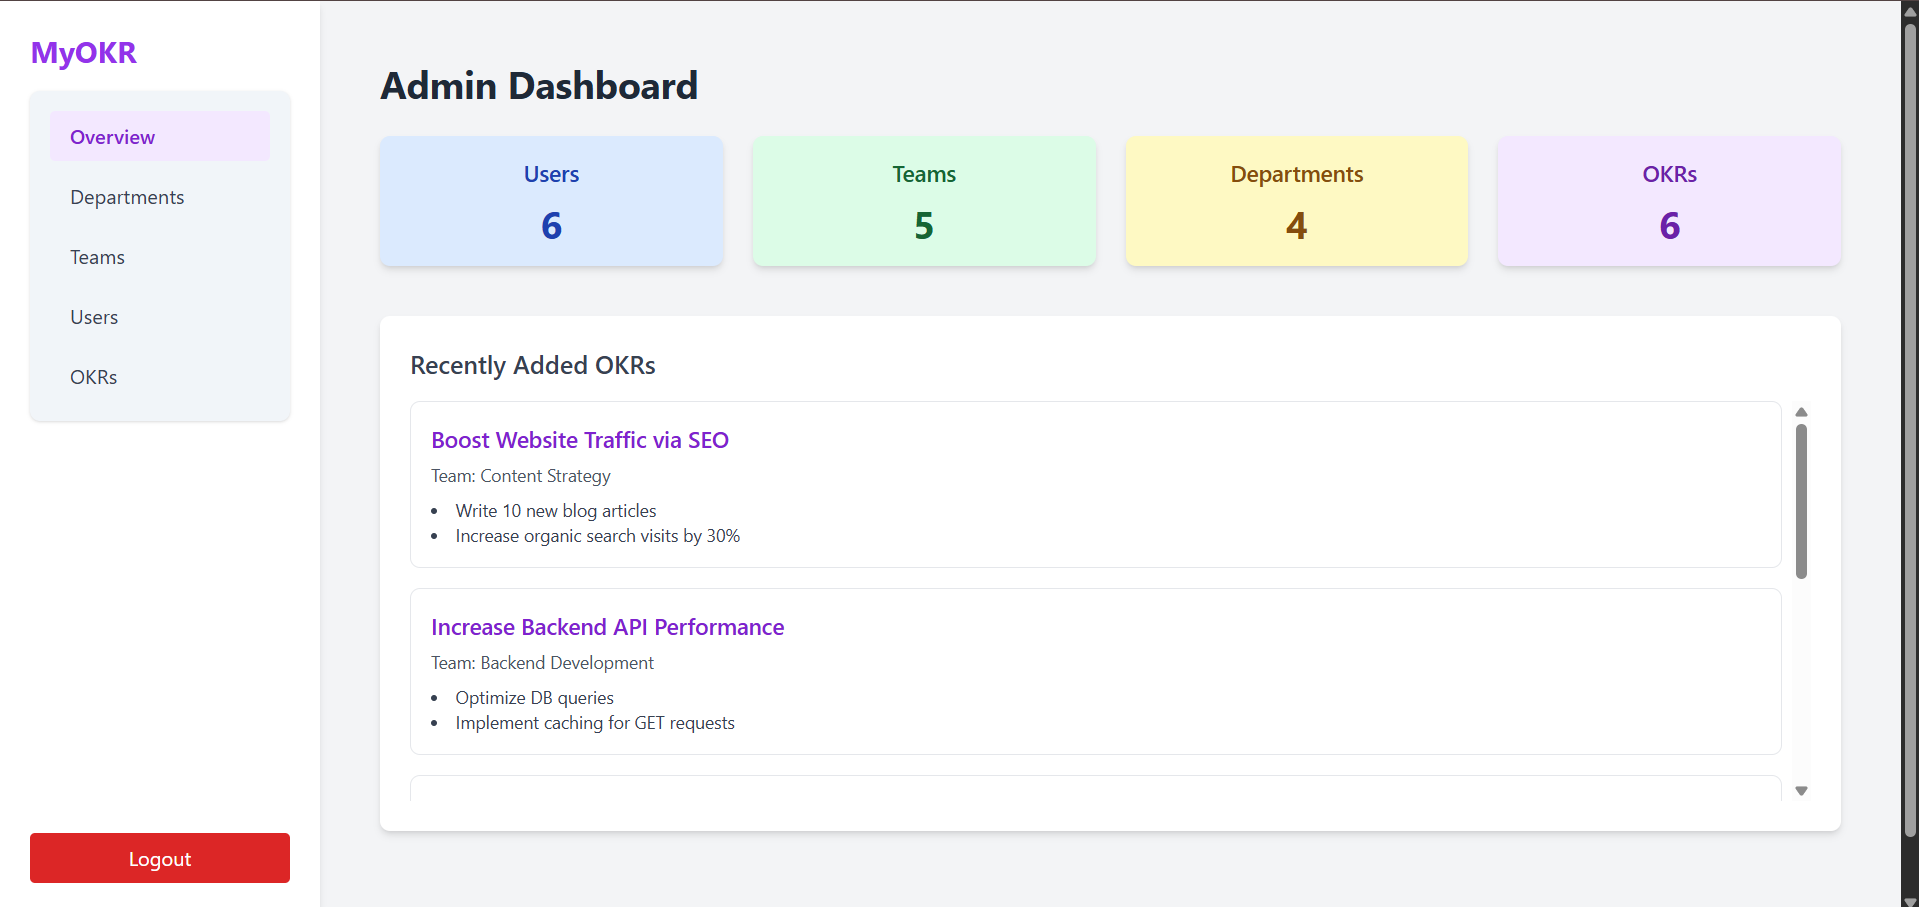 MyOKR
Overview
Departments
Teams
Users
OKRs
Logout
Admin Dashboard
Users
6
Teams
5
Departments
4
OKRs
6
Recently Added OKRs
Boost Website Traffic via SEO
Team: Content Strategy
• Write 10 new blog articles
• Increase organic search visits by 30%
Increase Backend API Performance
Team: Backend Development
• Optimize DB queries
• Implement caching for GET requests